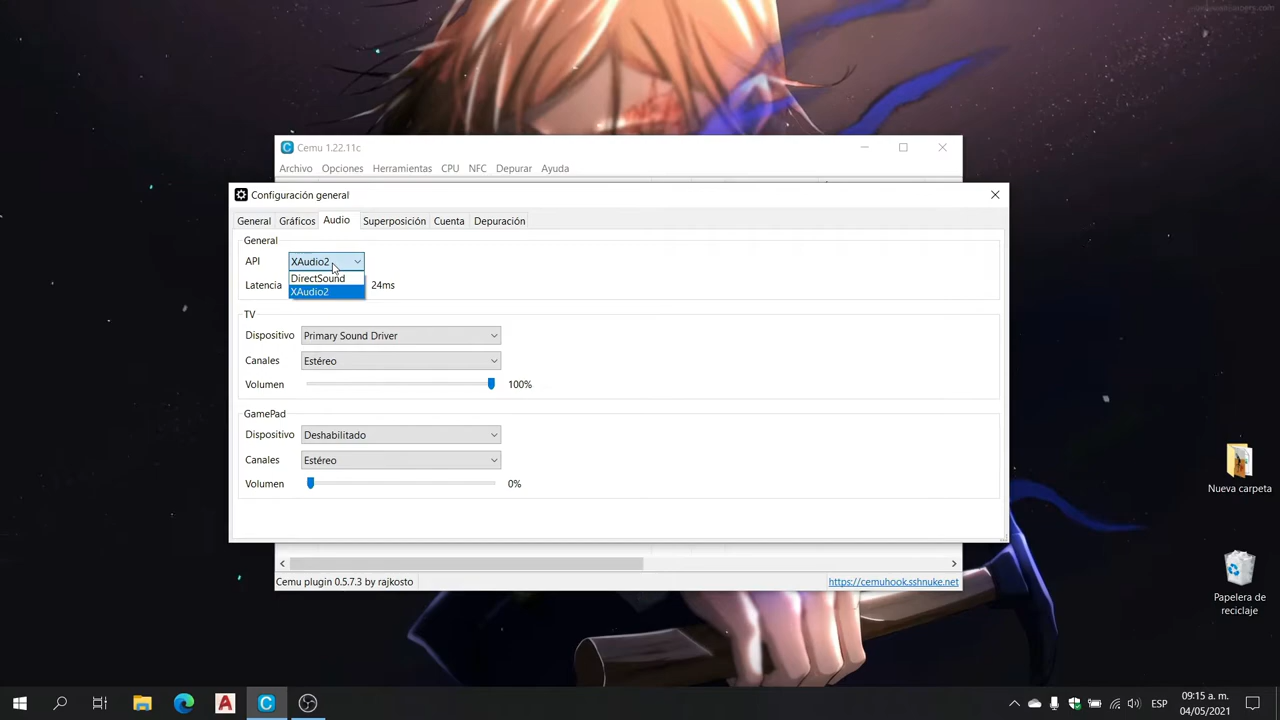 Cemu 1.22.11c
Archivo Opciones Herramientas CPU NFC Depurar Ayuda
Configuración general
General Gráficos Audio Superposición Cuenta Depuración
General
API XAudio2
DirectSound
Latencia 24ms
XAudio2
TV
Dispositivo Primary Sound Driver
Canales Estéreo
Volumen 100%
GamePad
Dispositivo Deshabilitado
Canales Estéreo
Volumen 0%
Nueva carpeta
Cemu plugin 0.5.7.3 by rajkosto https://cemuhook.sshnuke.net
Papelera de
reciclaje
ESP
09:15 a. m.
04/05/2021